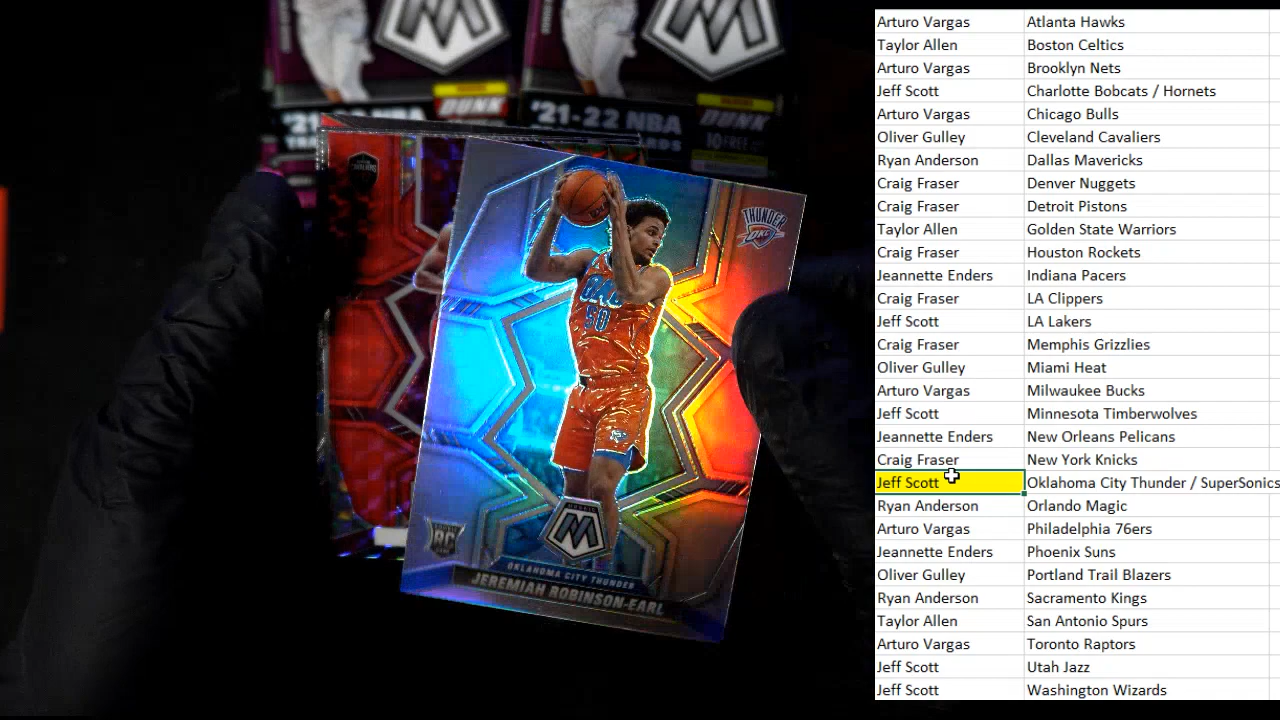 '21-22 NBA
DUNK
10 FREE
THUNDER
OKC
50
RC
OKLAHOMA CITY THUNDER
JEREMIAH ROBINSON-EARL
Arturo Vargas Atlanta Hawks
Taylor Allen Boston Celtics
Arturo Vargas Brooklyn Nets
Jeff Scott Charlotte Bobcats / Hornets
Arturo Vargas Chicago Bulls
Oliver Gulley Cleveland Cavaliers
Ryan Anderson Dallas Mavericks
Craig Fraser Denver Nuggets
Craig Fraser Detroit Pistons
Taylor Allen Golden State Warriors
Craig Fraser Houston Rockets
Jeannette Enders Indiana Pacers
Craig Fraser LA Clippers
Jeff Scott LA Lakers
Craig Fraser Memphis Grizzlies
Oliver Gulley Miami Heat
Arturo Vargas Milwaukee Bucks
Jeff Scott Minnesota Timberwolves
Jeannette Enders New Orleans Pelicans
Craig Fraser New York Knicks
Jeff Scott Oklahoma City Thunder / SuperSonics
Ryan Anderson Orlando Magic
Arturo Vargas Philadelphia 76ers
Jeannette Enders Phoenix Suns
Oliver Gulley Portland Trail Blazers
Ryan Anderson Sacramento Kings
Taylor Allen San Antonio Spurs
Arturo Vargas Toronto Raptors
Jeff Scott Utah Jazz
Jeff Scott Washington Wizards